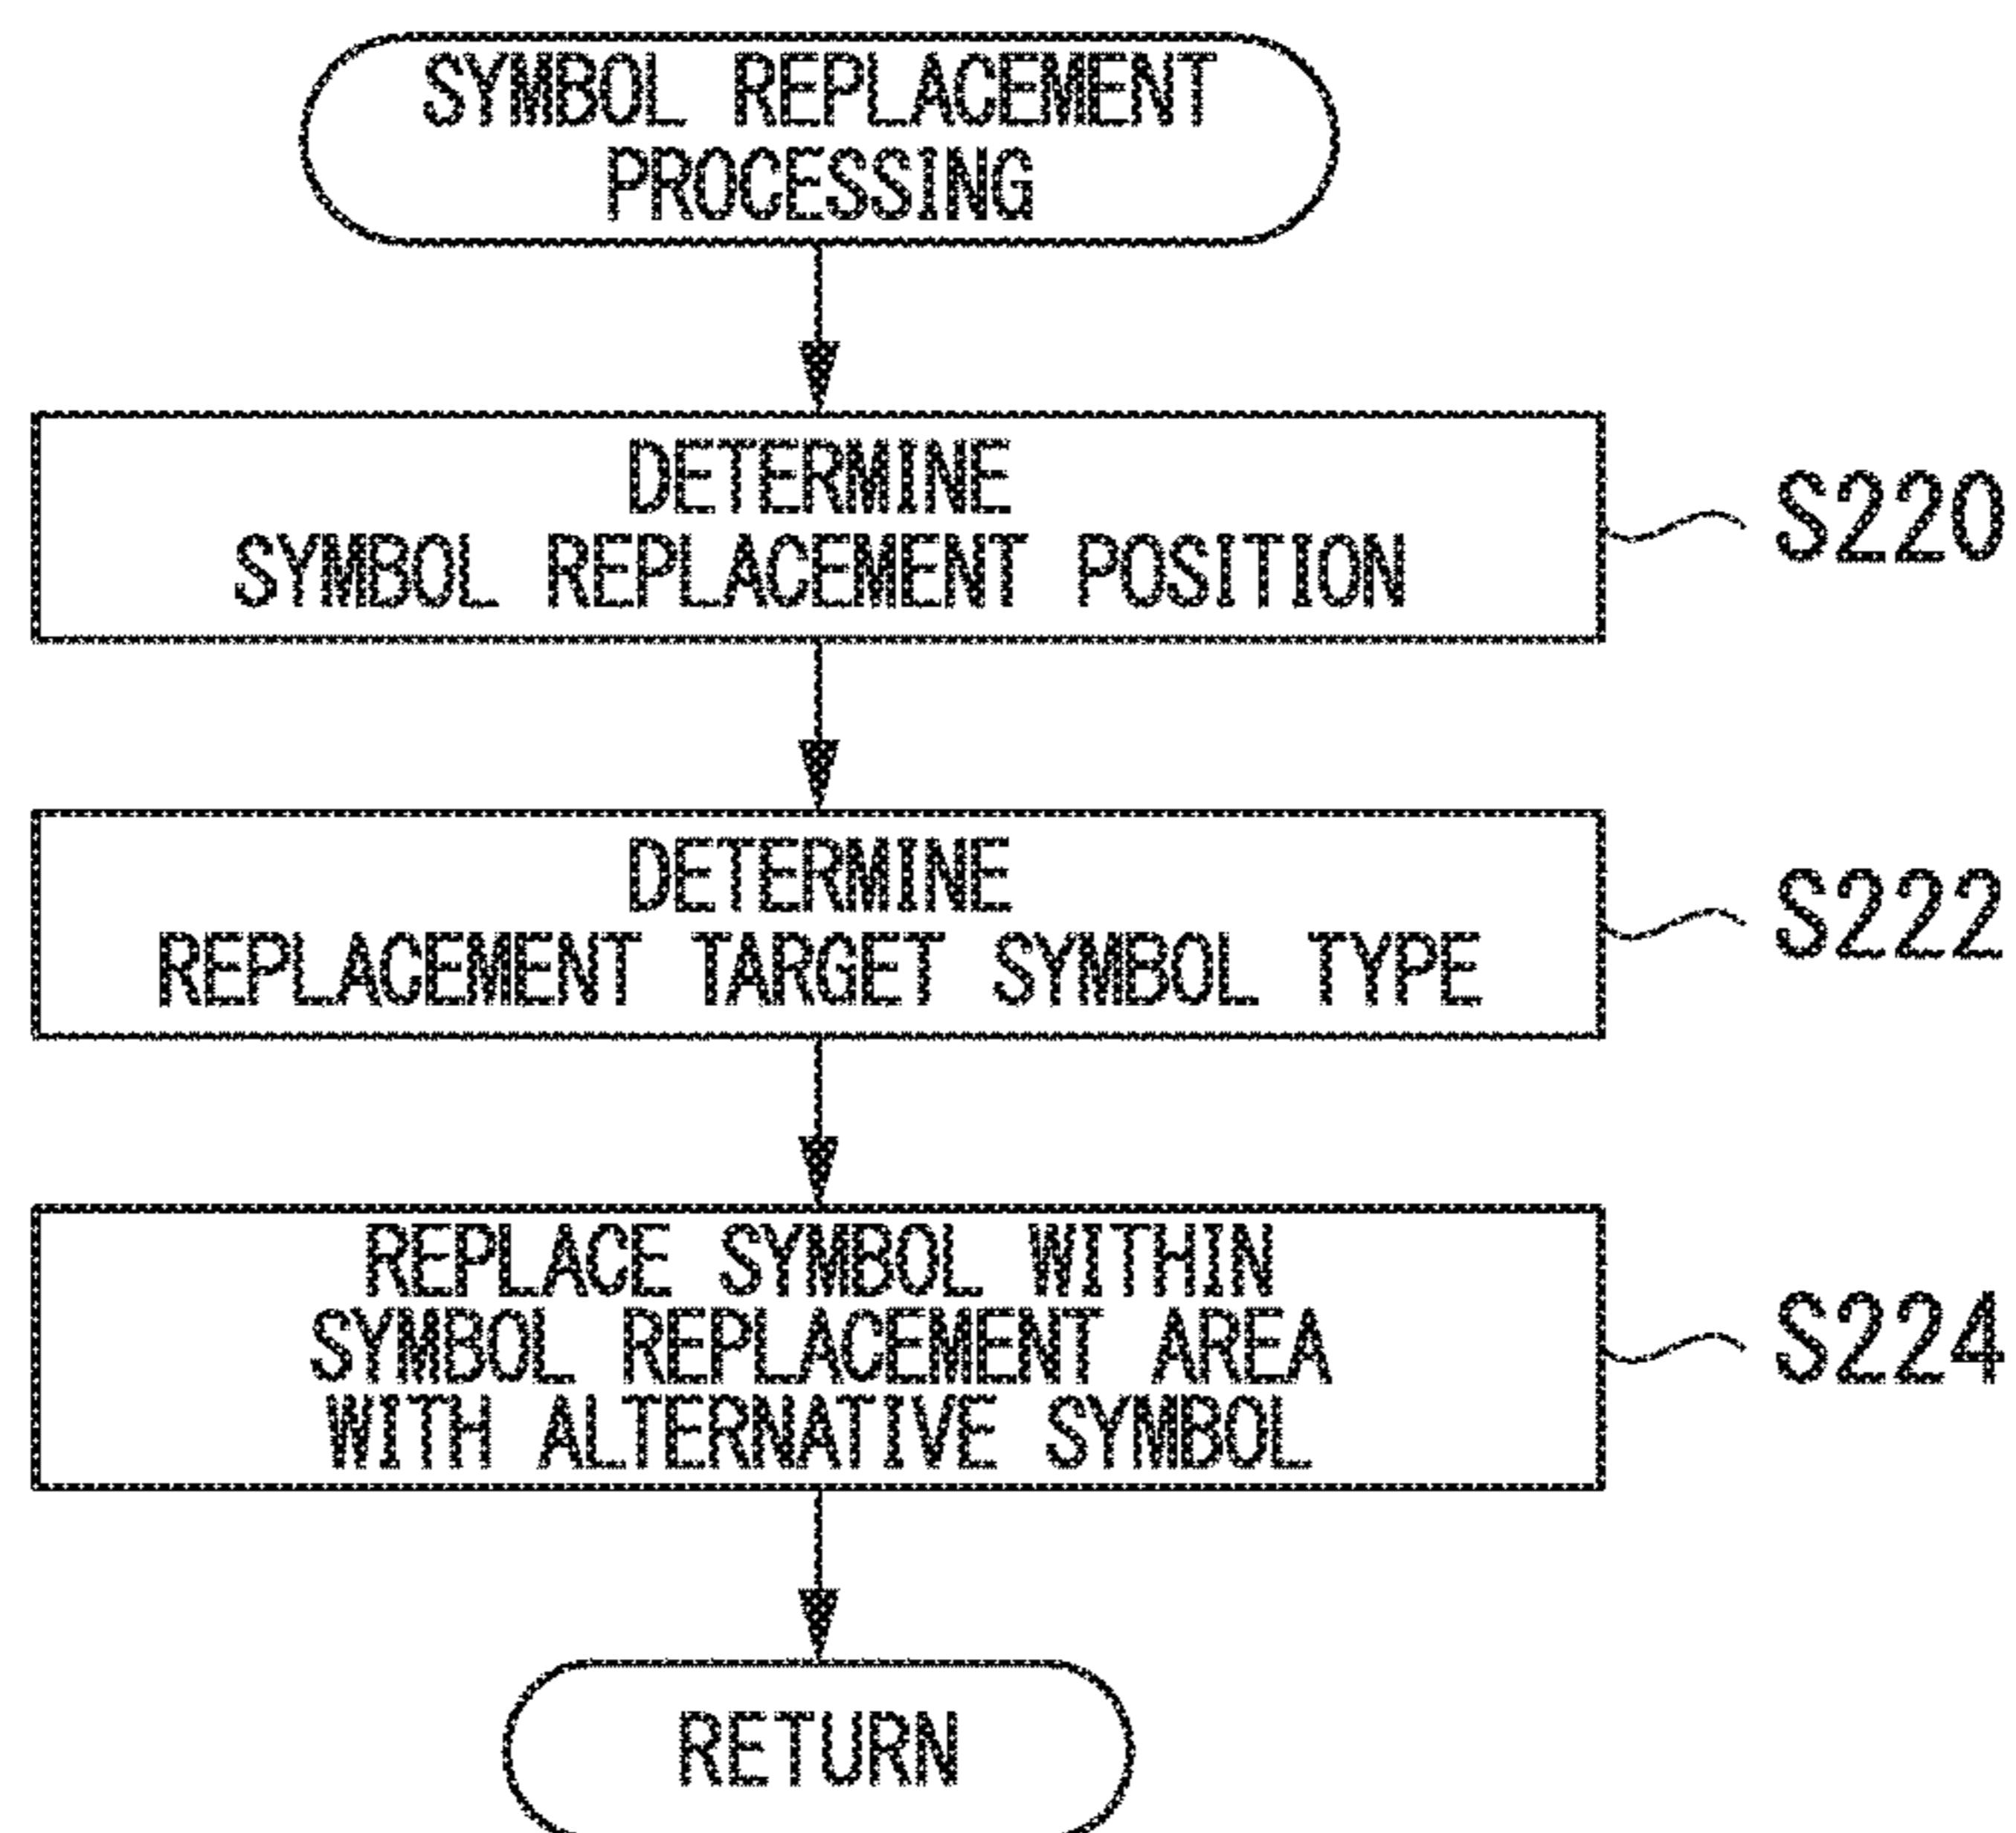 SYMBOL REPLACEMENT
PROCESSING
DETERMINE
SYMBOL REPLACEMENT POSITION
S220
DETERMINE
REPLACEMENT TARGET SYMBOL TYPE
S222
REPLACE SYMBOL WITHIN
SYMBOL REPLACEMENT AREA
WITH ALTERNATIVE SYMBOL
S224
RETURN